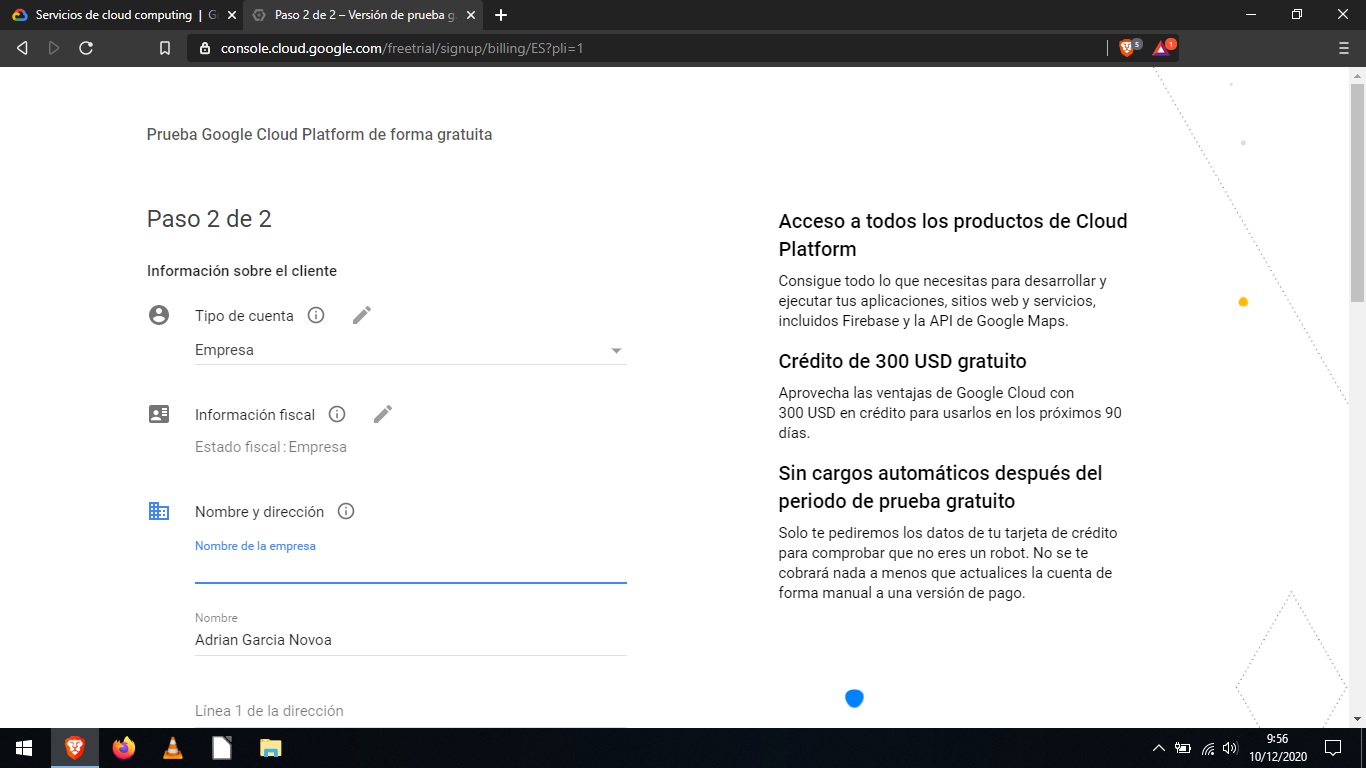 Servicios de cloud computing | G
Paso 2 de 2 – Versión de prueba g
console.cloud.google.com/freetrial/signup/billing/ES?pli=1
5
1
Prueba Google Cloud Platform de forma gratuita
Paso 2 de 2
Información sobre el cliente
Tipo de cuenta
Empresa
Información fiscal
Estado fiscal: Empresa
Nombre y dirección
Nombre de la empresa
Nombre
Adrian Garcia Novoa
Línea 1 de la dirección
Acceso a todos los productos de Cloud
Platform
Consigue todo lo que necesitas para desarrollar y
ejecutar tus aplicaciones, sitios web y servicios,
incluidos Firebase y la API de Google Maps.
Crédito de 300 USD gratuito
Aprovecha las ventajas de Google Cloud con
300 USD en crédito para usarlos en los próximos 90
días.
Sin cargos automáticos después del
periodo de prueba gratuito
Solo te pediremos los datos de tu tarjeta de crédito
para comprobar que no eres un robot. No se te
cobrará nada a menos que actualices la cuenta de
forma manual a una versión de pago.
9:56
10/12/2020